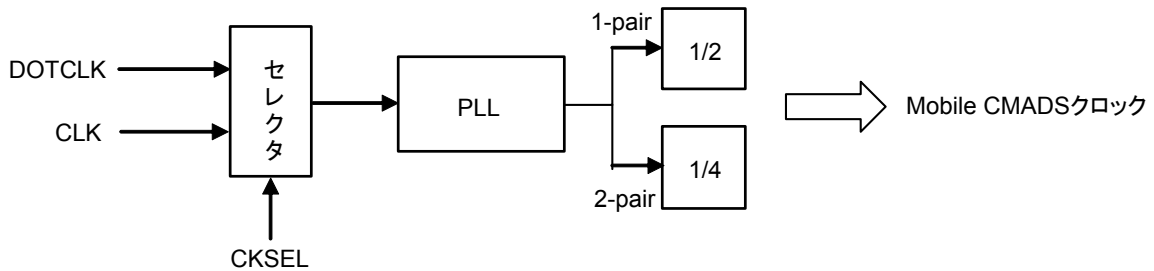 DOTCLK
CLK
セレクタ
CKSEL
PLL
1-pair
1/2
2-pair
1/4
Mobile CMADSクロック